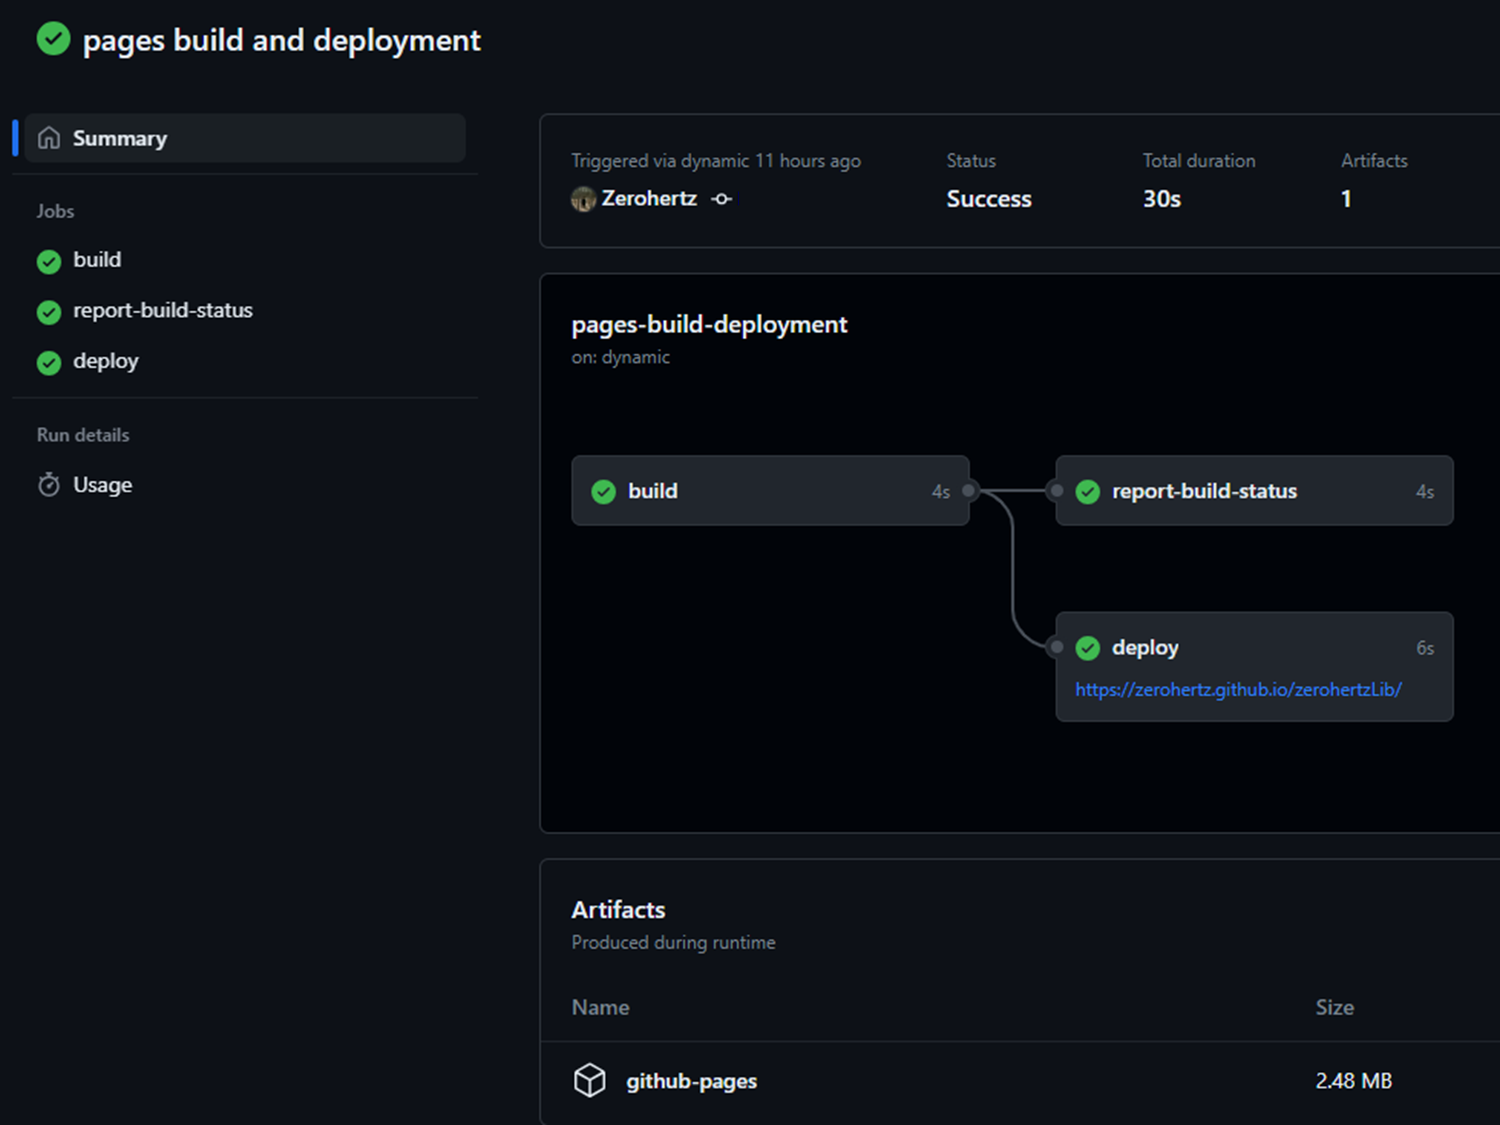 pages build and deployment
Summary
Jobs
build
report-build-status
deploy
Run details
Usage
Triggered via dynamic 11 hours ago
Zerohertz
Status
Success
Total duration
30s
Artifacts
1
pages-build-deployment
on: dynamic
build 4s
report-build-status 4s
deploy 6s
https://zerohertz.github.io/zerohertzLib/
Artifacts
Produced during runtime
Name Size
github-pages 2.48 MB